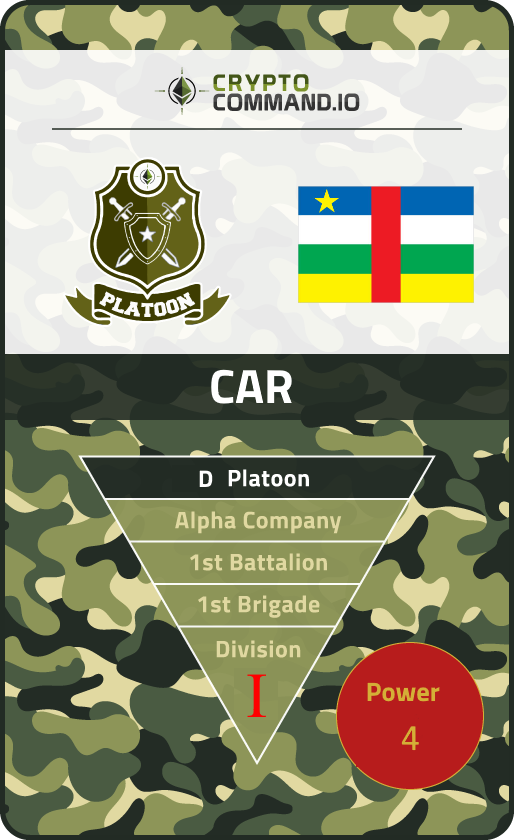 CRYPTO
COMMAND.IO
PLATOON
CAR
D Platoon
Alpha Company
1st Battalion
1st Brigade
Division
I
Power
4